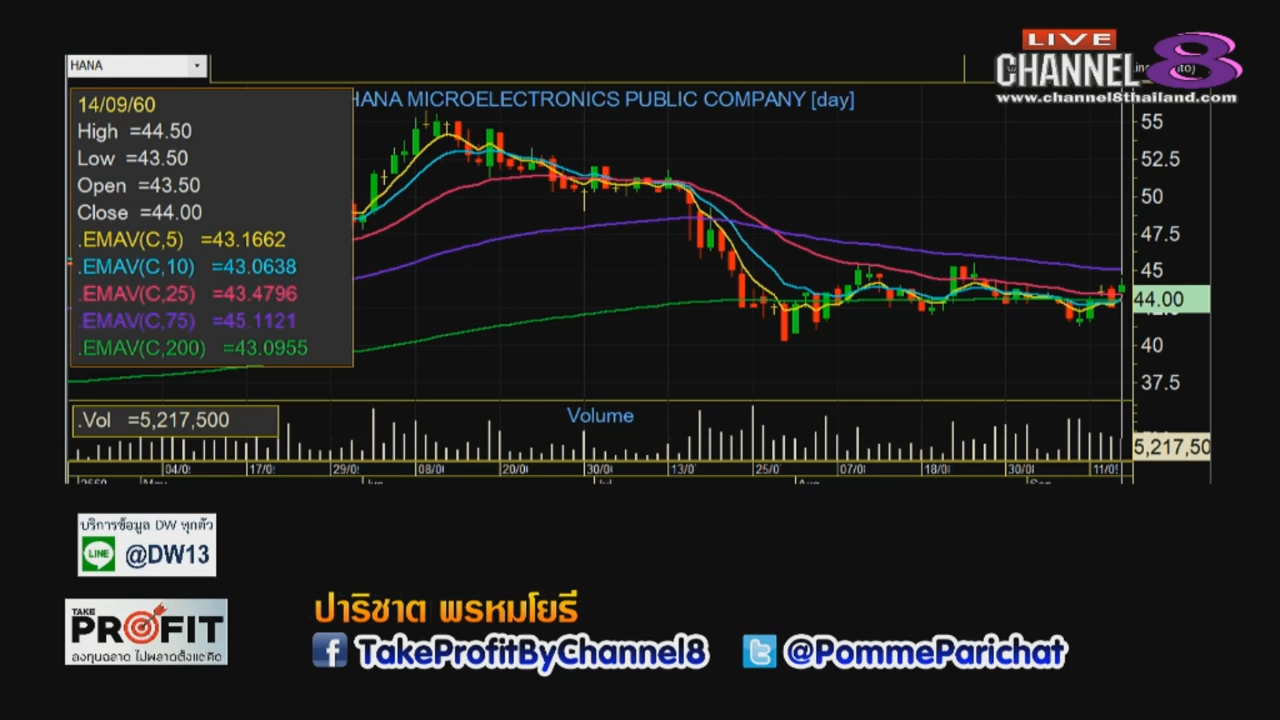 HANA
LIVE
CHANNEL 8
www.channel8thailand.com
14/09/60
High =44.50
Low =43.50
Open =43.50
Close =44.00
.EMAV(C,5) =43.1662
.EMAV(C,10) =43.0638
.EMAV(C,25) =43.4796
.EMAV(C,75) =45.1121
.EMAV(C,200) =43.0955
HANA MICROELECTRONICS PUBLIC COMPANY [day]
55
52.5
50
47.5
45
44.00
40
37.5
.Vol =5,217,500
Volume
5,217,50
04/0 17/0 29/0 08/0 20/0 30/0 13/0 25/0 07/0 18/0 30/0 11/09
2560 May Jun Jul Aug Sep
บริการข้อมูล DW ทุกตัว
LINE @DW13
TAKE
PROFIT
ลงทุนฉลาด ไม่พลาดตั้งแต่คิด
ปาริชาต พรหมโยธี
f TakeProfitByChannel8 t @PommeParichat